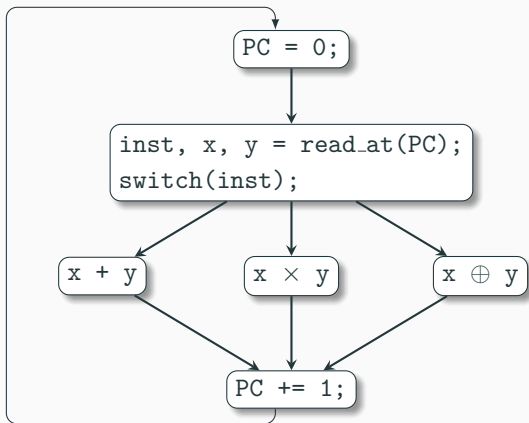 PC = 0;
inst, x, y = read_at(PC);
switch(inst);
x + y
x × y
x ⊕ y
PC += 1;